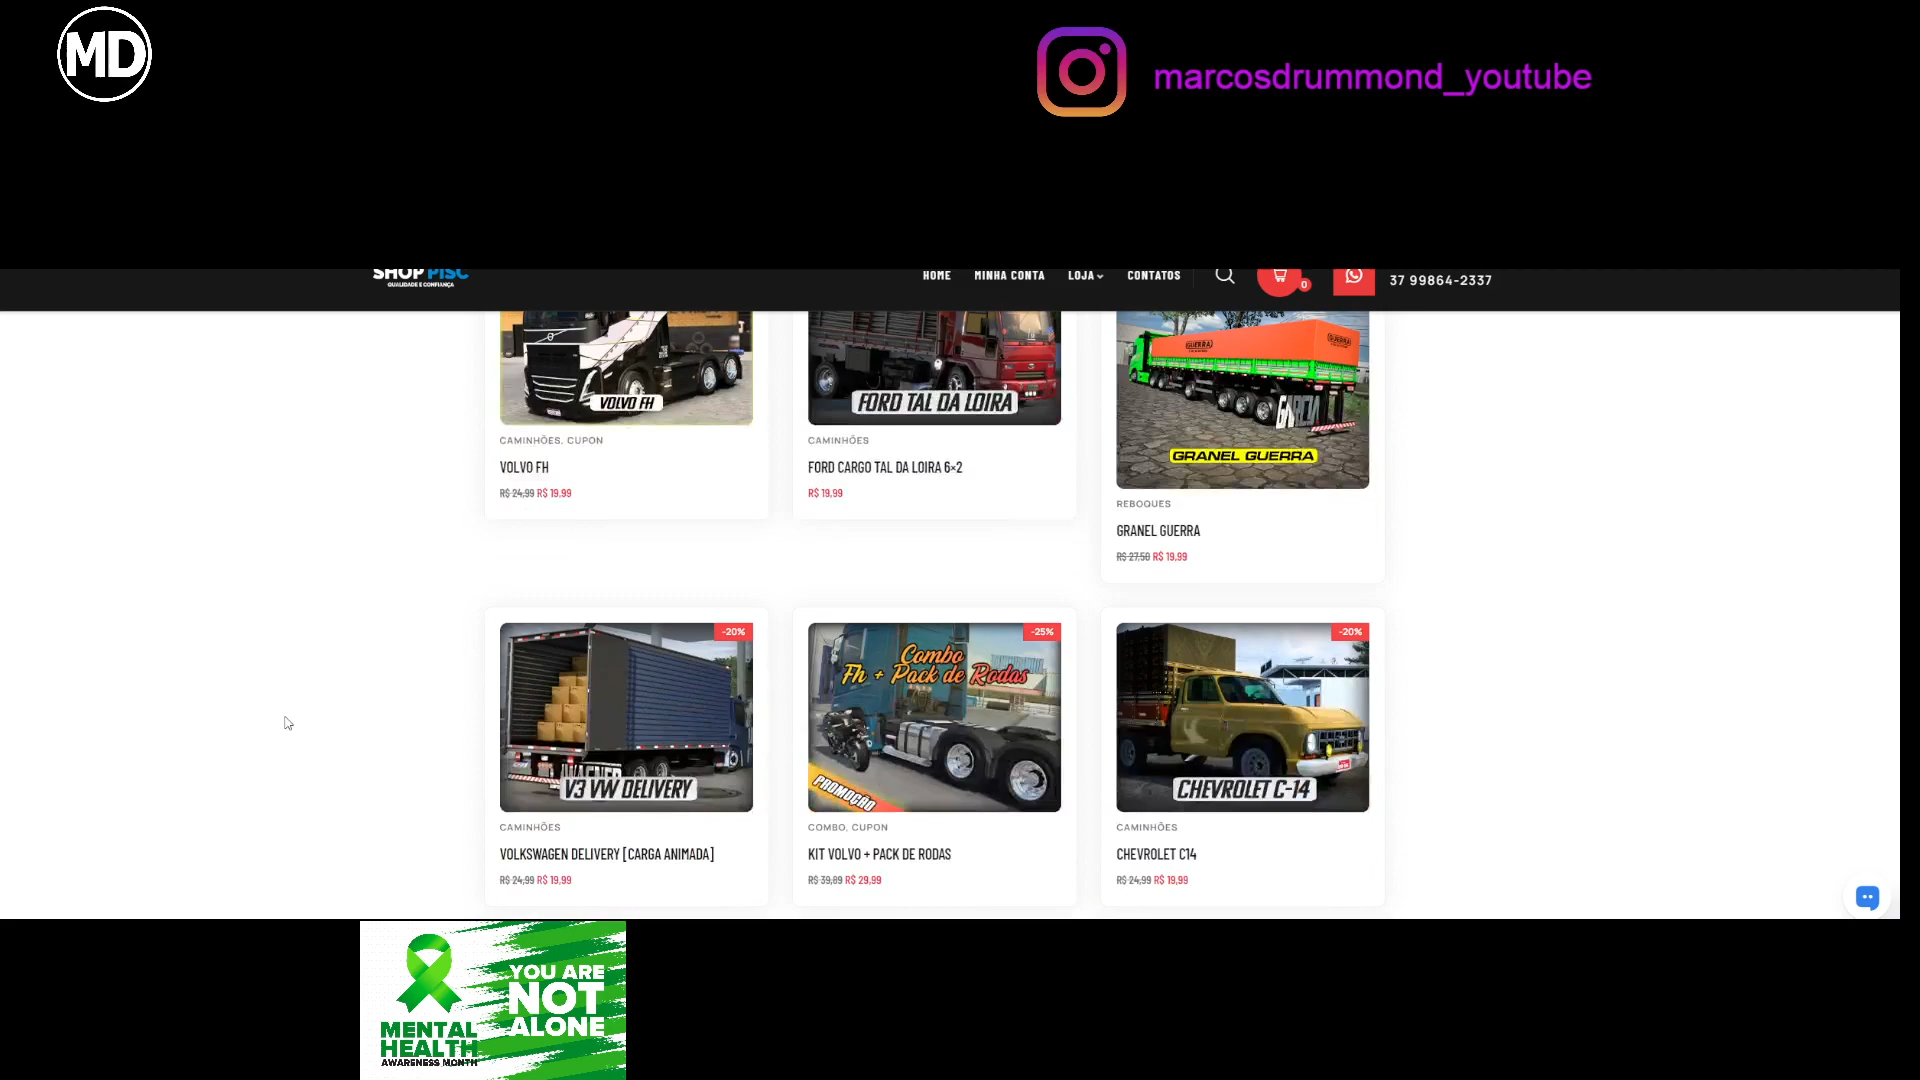 MD
marcosdrummond_youtube
SHOP PISC
QUALIDADE E CONFIANÇA
HOME
MINHA CONTA
LOJA
CONTATOS
0
37 99864-2337
VOLVO FH
FORD TAL DA LOIRA
GUERRA
GUERRA
GRANEL GUERRA
CAMINHÕES, CUPON
VOLVO FH
R$ 24,99 R$ 19,99
CAMINHÕES
FORD CARGO TAL DA LOIRA 6×2
R$ 19,99
REBOQUES
GRANEL GUERRA
R$ 27,50 R$ 19,99
-20%
V3 VW DELIVERY
CAMINHÕES
VOLKSWAGEN DELIVERY [CARGA ANIMADA]
R$ 24,99 R$ 19,99
-25%
Combo
Fh + Pack de Rodas
PROMOÇÃO
COMBO, CUPON
KIT VOLVO + PACK DE RODAS
R$ 39,89 R$ 29,99
-20%
CHEVROLET C-14
CAMINHÕES
CHEVROLET C14
R$ 24,99 R$ 19,99
MENTAL
HEALTH
AWARENESS MONTH
YOU ARE
NOT
ALONE